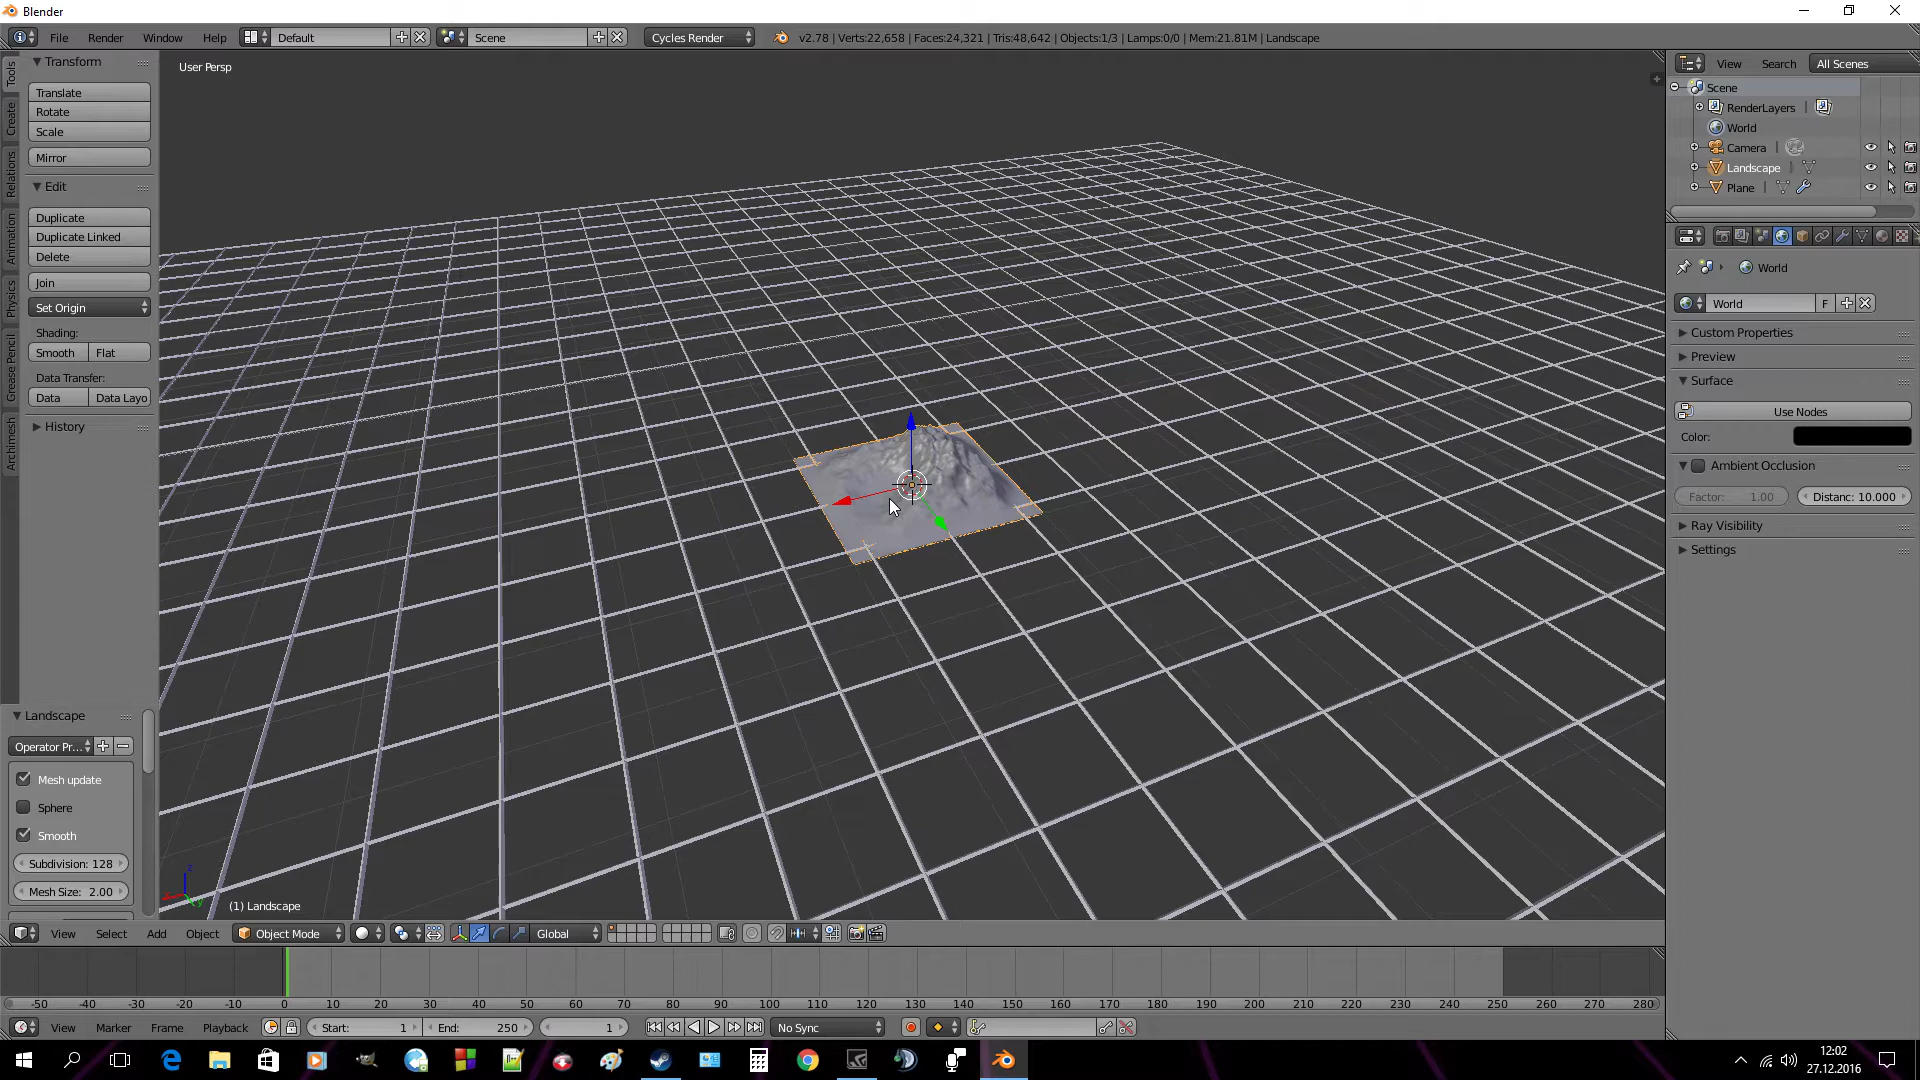 Blender
File Render Window Help Default Scene Cycles Render v2.78 | Verts:22,658 | Faces:24,321 | Tris:48,642 | Objects:1/3 | Lamps:0/0 | Mem:21.81M | Landscape
Tools
Create
Relations
Animation
Physics
Grease Pencil
Archimesh
Transform
Translate
Rotate
Scale
Mirror
Edit
Duplicate
Duplicate Linked
Delete
Join
Set Origin
Shading:
Smooth Flat
Data Transfer:
Data Data Layo
History
Landscape
Operator Pr...
Mesh update
Sphere
Smooth
Subdivision: 128
Mesh Size: 2.00
User Persp
(1) Landscape
View Search All Scenes
Scene
RenderLayers
World
Camera
Landscape
Plane
World
World F
Custom Properties
Preview
Surface
Use Nodes
Color:
Ambient Occlusion
Factor: 1.00 Distanc: 10.000
Ray Visibility
Settings
View Select Add Object Object Mode Global
-50 -40 -30 -20 -10 0 10 20 30 40 50 60 70 80 90 100 110 120 130 140 150 160 170 180 190 200 210 220 230 240 250 260 270 280
View Marker Frame Playback Start: 1 End: 250 1 No Sync
12:02
27.12.2016